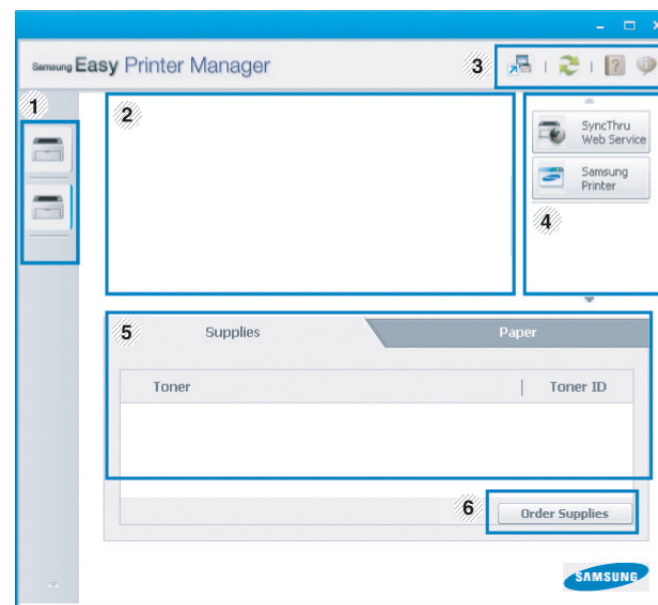 Samsung Easy Printer Manager
3
1
2
SyncThru
Web Service
Samsung
Printer
4
5
Supplies
Paper
Toner
Toner ID
6
Order Supplies
SAMSUNG